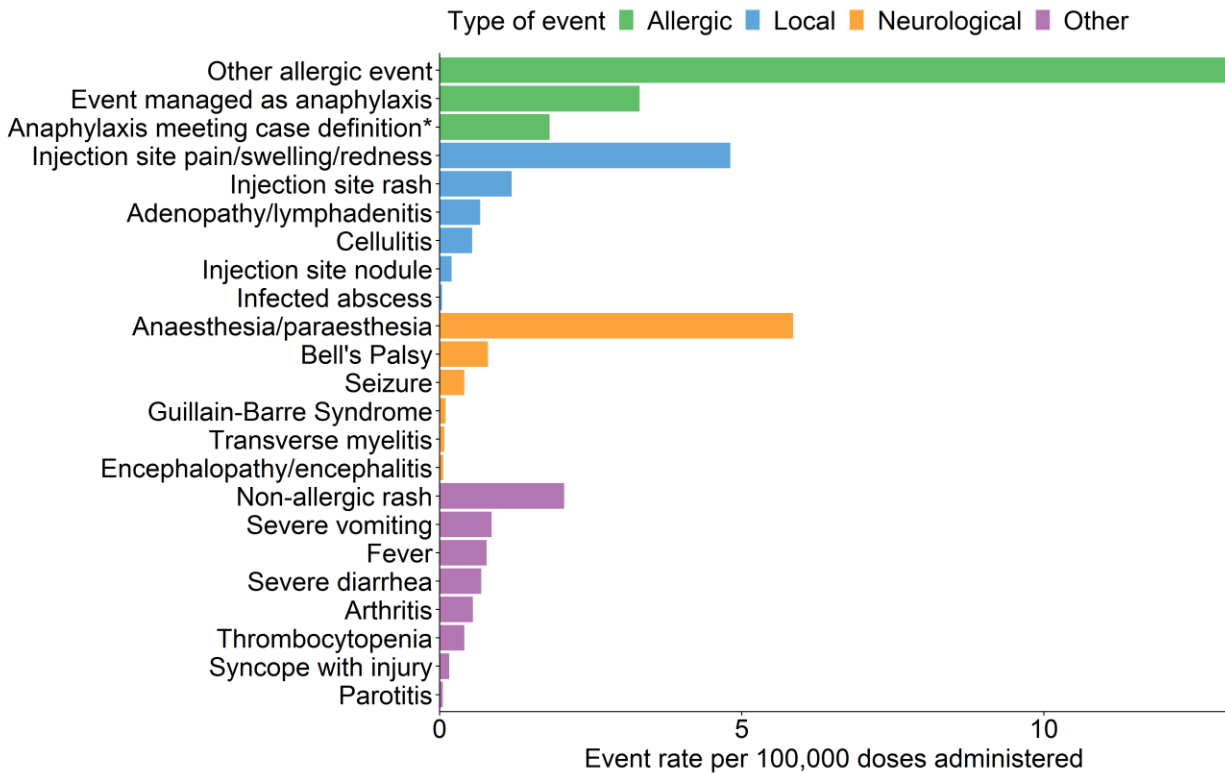 Type of event Allergic Local Neurological Other
Other allergic event
Event managed as anaphylaxis
Anaphylaxis meeting case definition*
Injection site pain/swelling/redness
Injection site rash
Adenopathy/lymphadenitis
Cellulitis
Injection site nodule
Infected abscess
Anaesthesia/paraesthesia
Bell's Palsy
Seizure
Guillain-Barre Syndrome
Transverse myelitis
Encephalopathy/encephalitis
Non-allergic rash
Severe vomiting
Fever
Severe diarrhea
Arthritis
Thrombocytopenia
Syncope with injury
Parotitis
0 5 10
Event rate per 100,000 doses administered